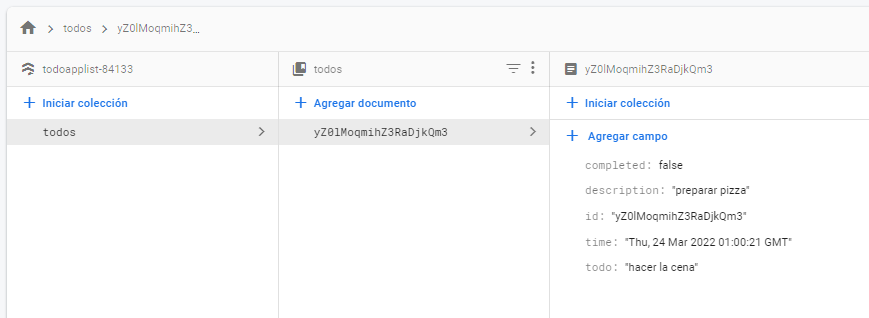 todos
yZ0lMoqmihZ3_
todoapplist-84133
todos
yZ0lMoqmihZ3RaDjkQm3
+ Iniciar colección
+ Agregar documento
+ Iniciar colección
todos
yZ0lMoqmihZ3RaDjkQm3
+ Agregar campo
completed: false
description: "preparar pizza"
id: "yZ0lMoqmihZ3RaDjkQm3"
time: "Thu, 24 Mar 2022 01:00:21 GMT"
todo: "hacer la cena"